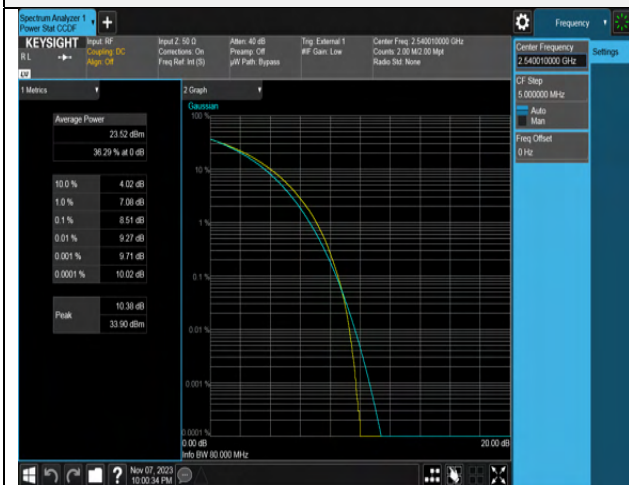 Spectrum Analyzer 1
Power Stat CCDF
Frequency
KEYSIGHT
RL
Input: RF
Coupling: DC
Align: Off
Input Z: 50 Ω
Corrections: On
Freq Ref: Int (S)
Atten: 40 dB
Preamp: Off
µW Path: Bypass
Trig: External 1
#IF Gain: Low
Center Freq: 2.540010000 GHz
Counts: 2.00 M/2.00 Mpt
Radio Std: None
Center Frequency
2.540010000 GHz
Settings
CF Step
5.000000 MHz
Auto
Man
Freq Offset
0 Hz
1 Metrics
Average Power
23.52 dBm
36.29 % at 0 dB
10.0 % 4.02 dB
1.0 % 7.08 dB
0.1 % 8.51 dB
0.01 % 9.27 dB
0.001 % 9.71 dB
0.0001 % 10.02 dB
Peak 10.38 dB
33.90 dBm
2 Graph
Gaussian
100 %
10 %
1 %
0.1 %
0.01 %
0.001 %
0.0001 %
0.00 dB
20.00 dB
Info BW 80.000 MHz
Nov 07, 2023
10:00:34 PM